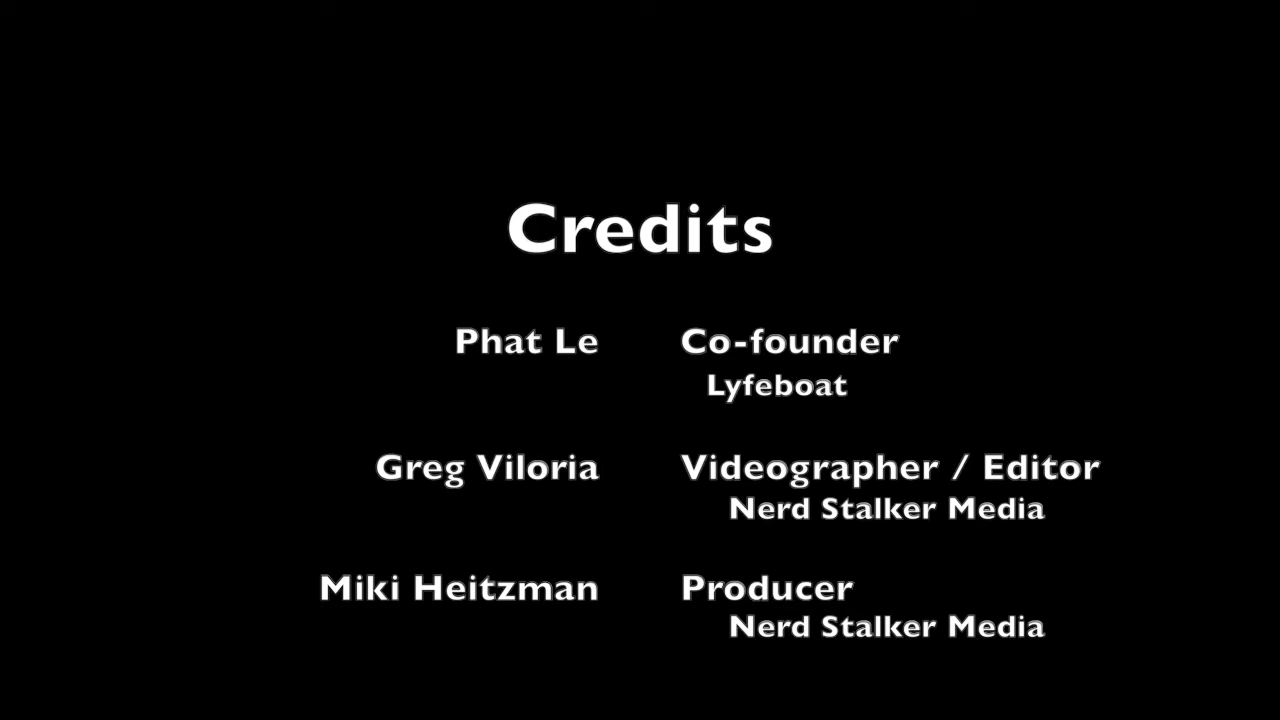 Credits
Phat Le Co-founder
Lyfeboat
Greg Viloria Videographer / Editor
Nerd Stalker Media
Miki Heitzman Producer
Nerd Stalker Media